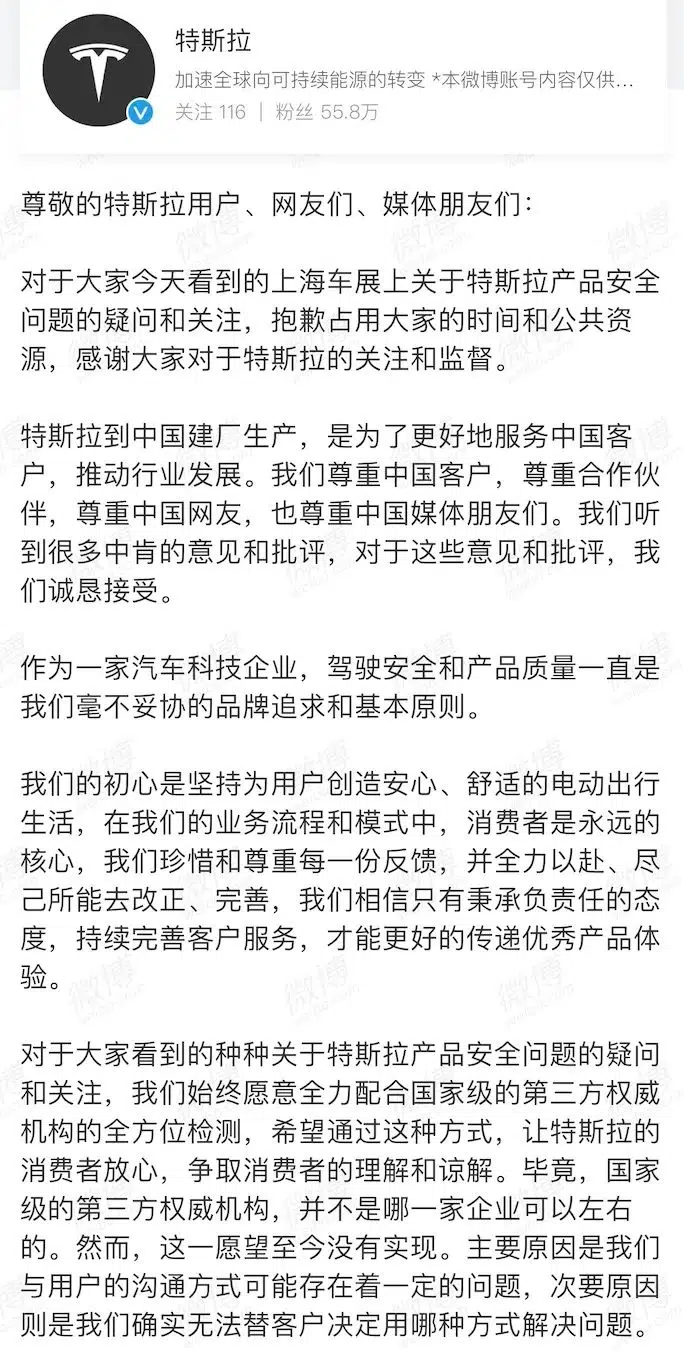 特斯拉
加速全球向可持续能源的转变 *本微博账号内容仅供...
关注 116 | 粉丝 55.8万
尊敬的特斯拉用户、网友们、媒体朋友们：
对于大家今天看到的上海车展上关于特斯拉产品安全
问题的疑问和关注，抱歉占用大家的时间和公共资
源，感谢大家对于特斯拉的关注和监督。
特斯拉到中国建厂生产，是为了更好地服务中国客
户，推动行业发展。我们尊重中国客户，尊重合作伙
伴，尊重中国网友，也尊重中国媒体朋友们。我们听
到很多中肯的意见和批评，对于这些意见和批评，我
们诚恳接受。
作为一家汽车科技企业，驾驶安全和产品质量一直是
我们毫不妥协的品牌追求和基本原则。
我们的初心是坚持为用户创造安心、舒适的电动出行
生活，在我们的业务流程和模式中，消费者是永远的
核心，我们珍惜和尊重每一份反馈，并全力以赴、尽
己所能去改正、完善，我们相信只有秉承负责任的态
度，持续完善客户服务，才能更好的传递优秀产品体
验。
对于大家看到的种种关于特斯拉产品安全问题的疑问
和关注，我们始终愿意全力配合国家级的第三方权威
机构的全方位检测，希望通过这种方式，让特斯拉的
消费者放心，争取消费者的理解和谅解。毕竟，国家
级的第三方权威机构，并不是哪一家企业可以左右
的。然而，这一愿望至今没有实现。主要原因是我们
与用户的沟通方式可能存在着一定的问题，次要原因
则是我们确实无法替客户决定用哪种方式解决问题。